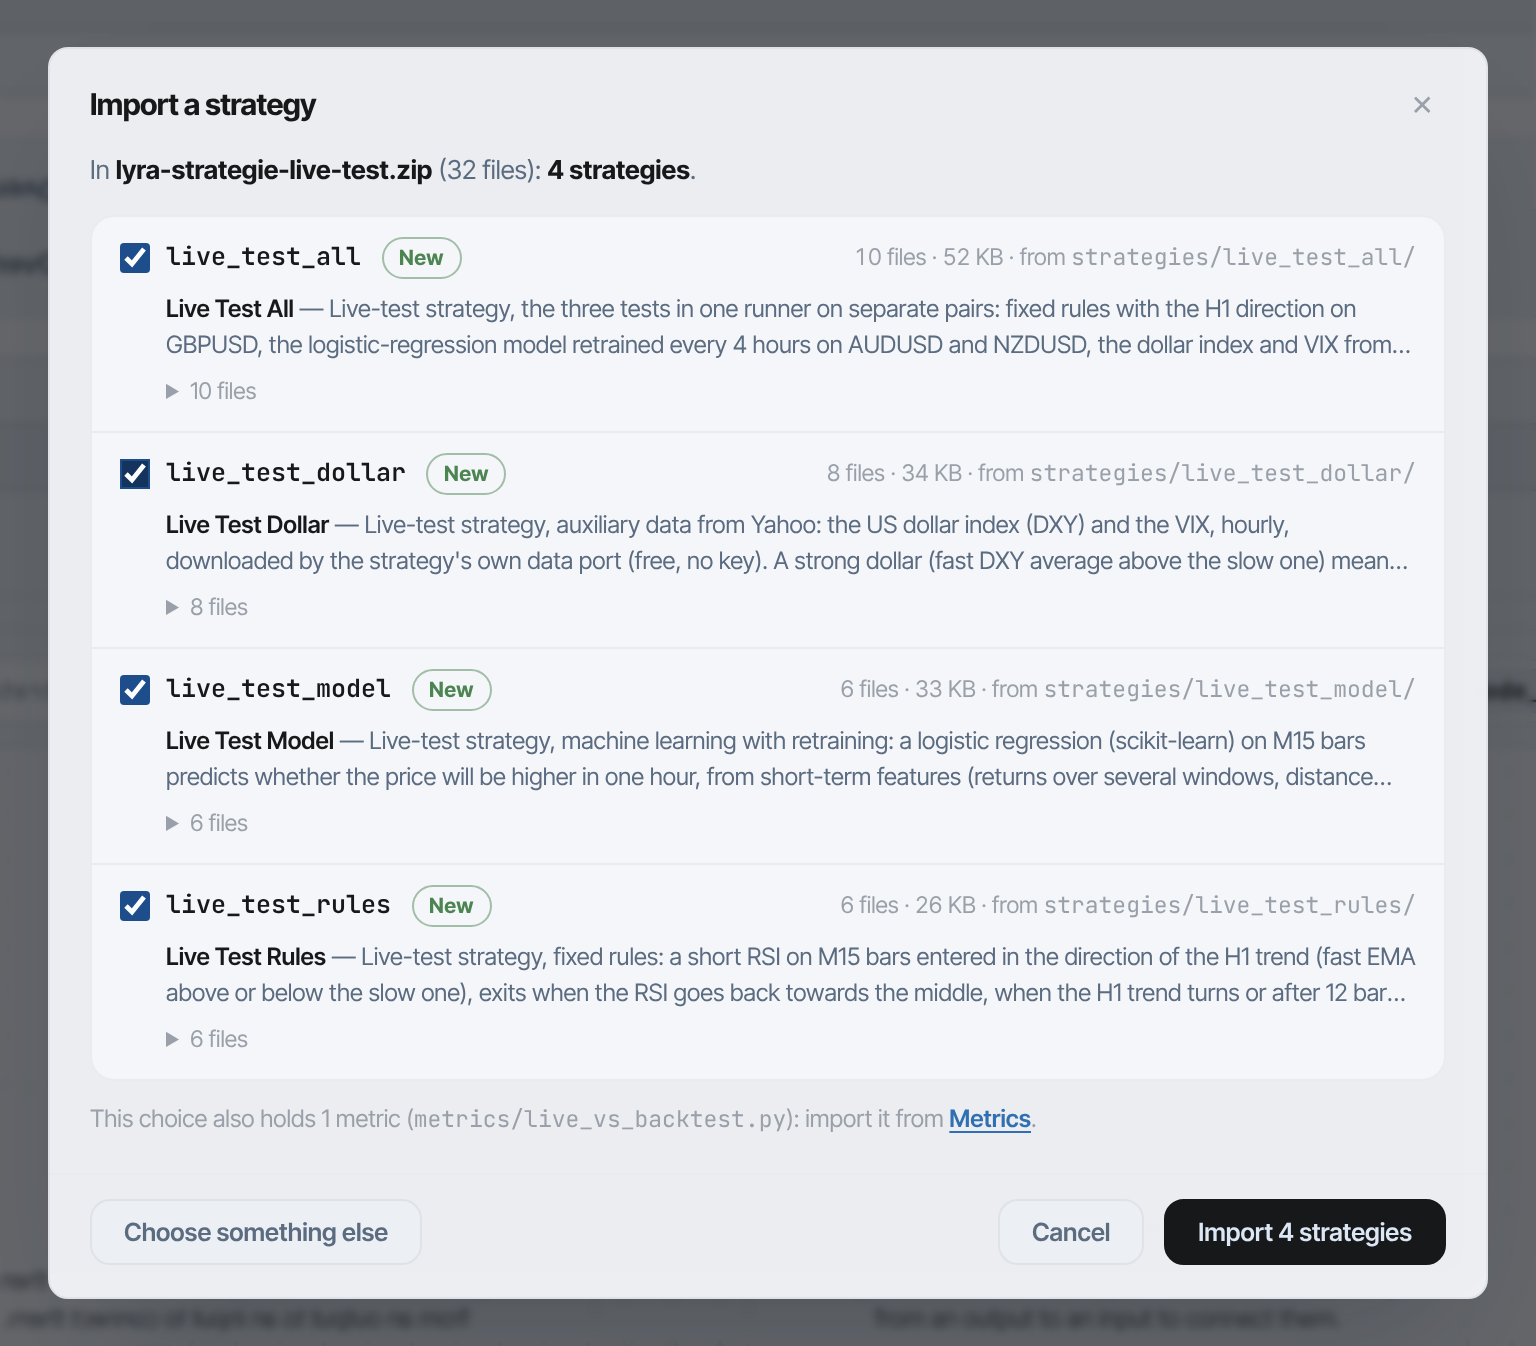 Import a strategy
In lyra-strategie-live-test.zip (32 files): 4 strategies.
live_test_all New 10 files · 52 KB · from strategies/live_test_all/
Live Test All — Live-test strategy, the three tests in one runner on separate pairs: fixed rules with the H1 direction on
GBPUSD, the logistic-regression model retrained every 4 hours on AUDUSD and NZDUSD, the dollar index and VIX from…
▶ 10 files
live_test_dollar New 8 files · 34 KB · from strategies/live_test_dollar/
Live Test Dollar — Live-test strategy, auxiliary data from Yahoo: the US dollar index (DXY) and the VIX, hourly,
downloaded by the strategy's own data port (free, no key). A strong dollar (fast DXY average above the slow one) mean…
▶ 8 files
live_test_model New 6 files · 33 KB · from strategies/live_test_model/
Live Test Model — Live-test strategy, machine learning with retraining: a logistic regression (scikit-learn) on M15 bars
predicts whether the price will be higher in one hour, from short-term features (returns over several windows, distance…
▶ 6 files
live_test_rules New 6 files · 26 KB · from strategies/live_test_rules/
Live Test Rules — Live-test strategy, fixed rules: a short RSI on M15 bars entered in the direction of the H1 trend (fast EMA
above or below the slow one), exits when the RSI goes back towards the middle, when the H1 trend turns or after 12 bar…
▶ 6 files
This choice also holds 1 metric (metrics/live_vs_backtest.py): import it from Metrics.
Choose something else Cancel Import 4 strategies
from an output to an input to connect them.